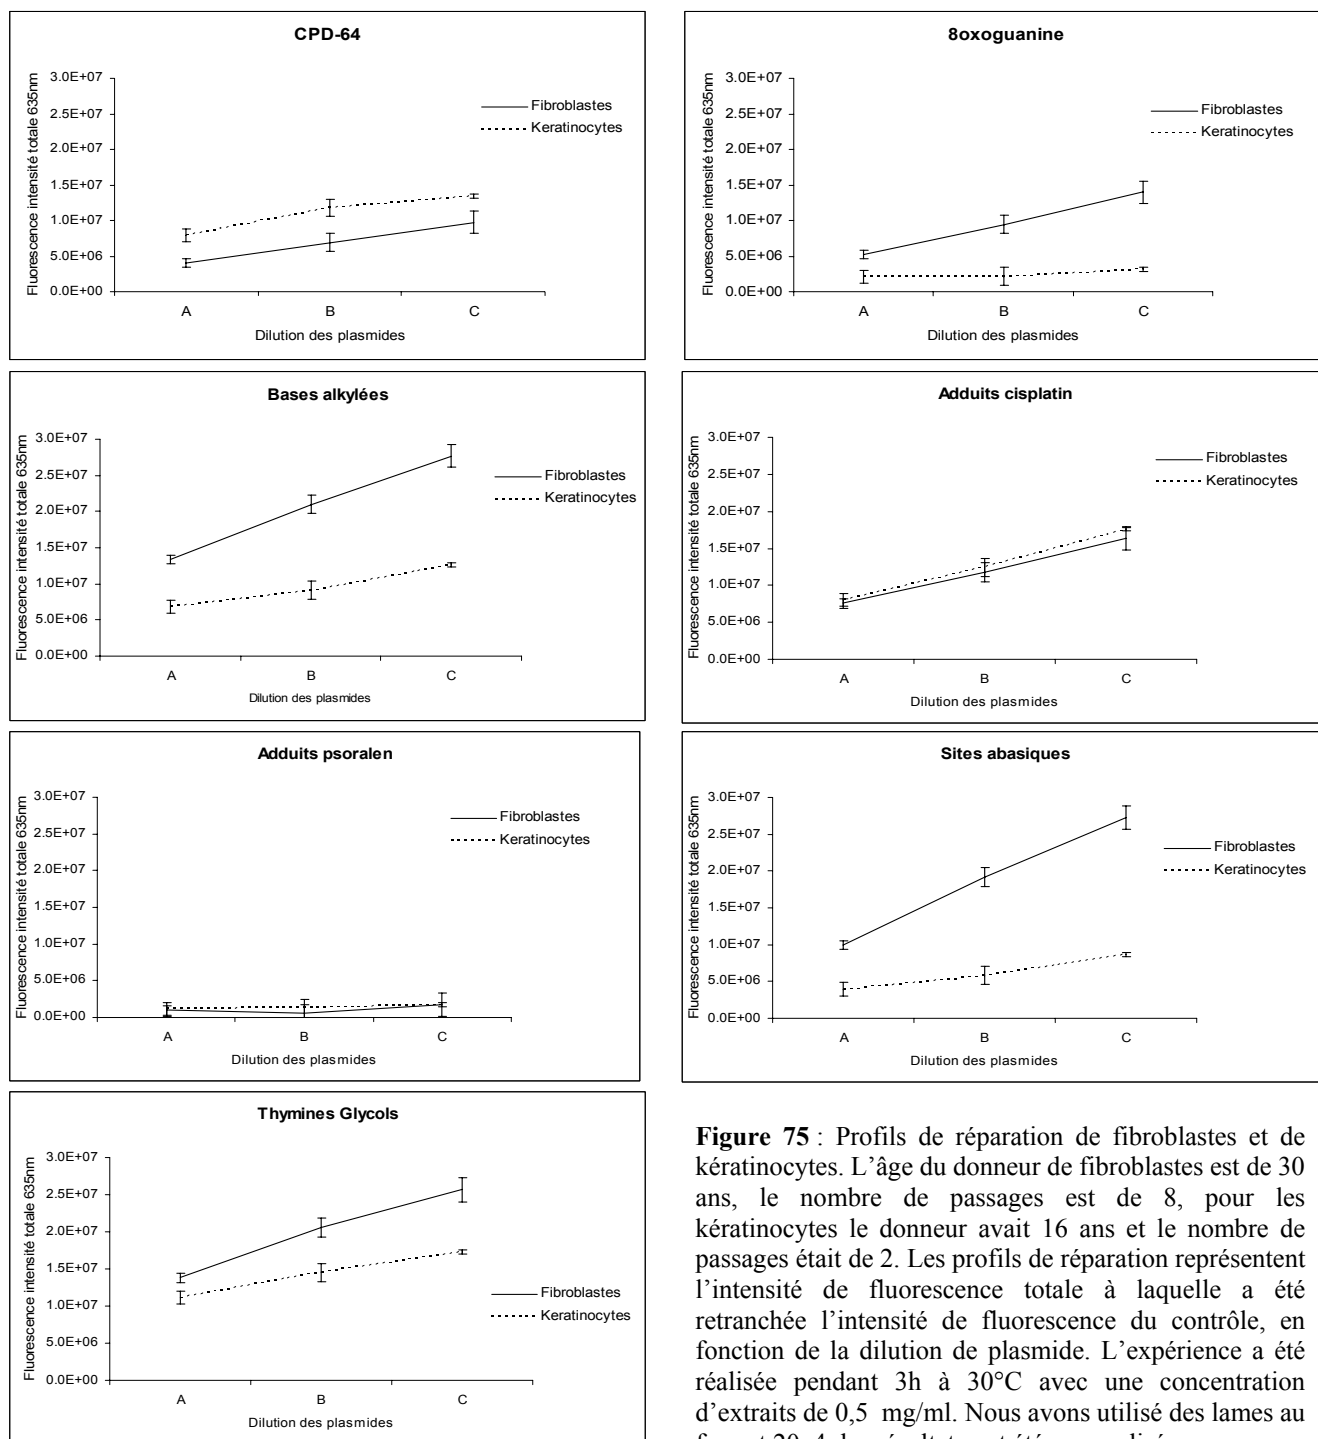 CPD-64
Fluorescence intensité totale 635nm
3.0E+07
2.5E+07
2.0E+07
1.5E+07
1.0E+07
5.0E+06
0.0E+00
Fibroblastes
Keratinocytes
A
B
C
Dilution des plasmides
8oxoguanine
Fluorescence intensité totale 635nm
3.0E+07
2.5E+07
2.0E+07
1.5E+07
1.0E+07
5.0E+06
0.0E+00
Fibroblastes
Keratinocytes
A
B
C
Dilution des plasmides
Bases alkylées
Fluorescence intensité totale 635nm
3.0E+07
2.5E+07
2.0E+07
1.5E+07
1.0E+07
5.0E+06
0.0E+00
Fibroblastes
Keratinocytes
A
B
C
Dilution des plasmides
Adduits cisplatin
Fluorescence intensité totale 635nm
3.0E+07
2.5E+07
2.0E+07
1.5E+07
1.0E+07
5.0E+06
0.0E+00
Fibroblastes
Keratinocytes
A
B
C
Dilution des plasmides
Adduits psoralen
Fluorescence intensité totale 635nm
3.0E+07
2.5E+07
2.0E+07
1.5E+07
1.0E+07
5.0E+06
0.0E+00
Fibroblastes
Keratinocytes
A
B
C
Dilution des plasmides
Sites abasiques
Fluorescence intensité totale 635nm
3.0E+07
2.5E+07
2.0E+07
1.5E+07
1.0E+07
5.0E+06
0.0E+00
Fibroblastes
Keratinocytes
A
B
C
Dilution des plasmides
Thymines Glycols
Fluorescence intensité totale 635nm
3.0E+07
2.5E+07
2.0E+07
1.5E+07
1.0E+07
5.0E+06
0.0E+00
Fibroblastes
Keratinocytes
A
B
C
Dilution des plasmides
Figure 75 : Profils de réparation de fibroblastes et de
kératinocytes. L’âge du donneur de fibroblastes est de 30
ans, le nombre de passages est de 8, pour les
kératinocytes le donneur avait 16 ans et le nombre de
passages était de 2. Les profils de réparation représentent
l’intensité de fluorescence totale à laquelle a été
retranchée l’intensité de fluorescence du contrôle, en
fonction de la dilution de plasmide. L’expérience a été
réalisée pendant 3h à 30°C avec une concentration
d’extraits de 0,5 mg/ml. Nous avons utilisé des lames au